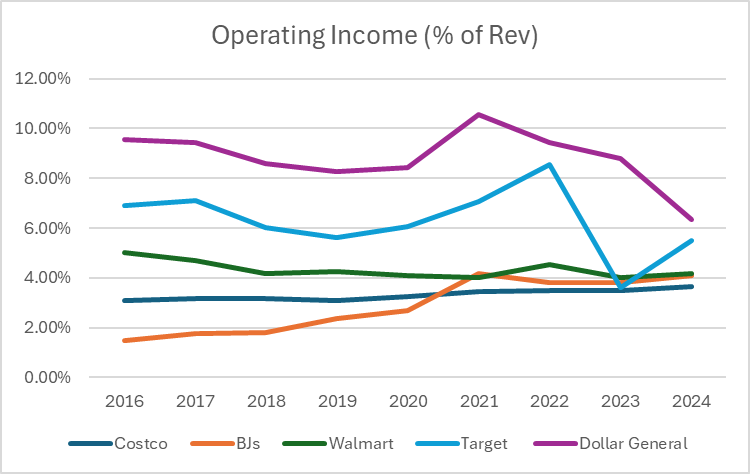 Operating Income (% of Rev)
12.00%
10.00%
8.00%
6.00%
4.00%
2.00%
0.00%
2016 2017 2018 2019 2020 2021 2022 2023 2024
Costco BJs Walmart Target Dollar General